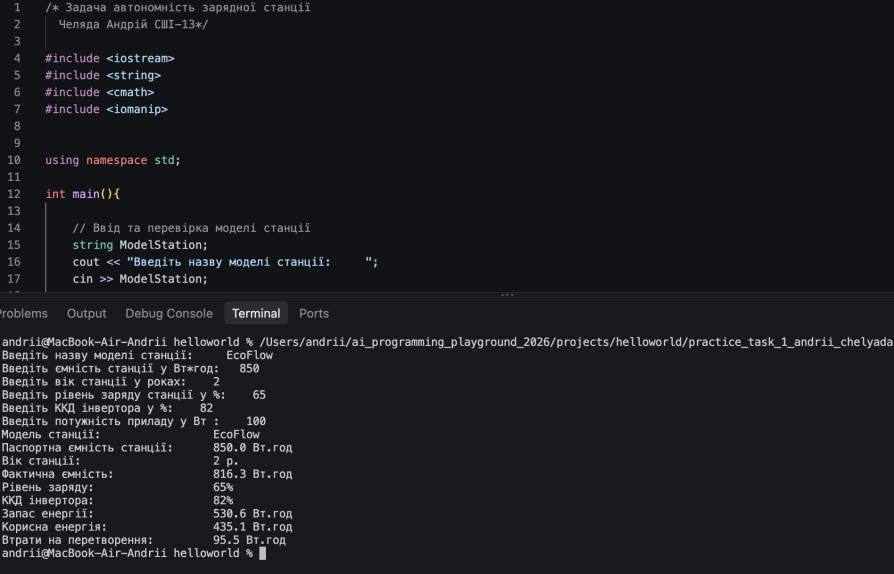 1 /* Задача автономність зарядної станції
2 Челяда Андрій СШІ-13*/
3
4 #include <iostream>
5 #include <string>
6 #include <cmath>
7 #include <iomanip>
8
9
10 using namespace std;
11
12 int main(){
13
14 // Ввід та перевірка моделі станції
15 string ModelStation;
16 cout << "Введіть назву моделі станції:     ";
17 cin >> ModelStation;
Problems Output Debug Console Terminal Ports
andrii@MacBook-Air-Andrii helloworld % /Users/andrii/ai_programming_playground_2026/projects/helloworld/practice_task_1_andrii_chelyada
Введіть назву моделі станції:     EcoFlow
Введіть ємність станції у Вт*год:   850
Введіть вік станції у роках:    2
Введіть рівень заряду станції у %:    65
Введіть ККД інвертора у %:    82
Введіть потужність приладу у Вт :    100
Модель станції:                 EcoFlow
Паспортна ємність станції:      850.0 Вт.год
Вік станції:                    2 р.
Фактична ємність:               816.3 Вт.год
Рівень заряду:                  65%
ККД інвертора:                  82%
Запас енергії:                  530.6 Вт.год
Корисна енергія:                435.1 Вт.год
Втрати на перетворення:         95.5 Вт.год
andrii@MacBook-Air-Andrii helloworld %